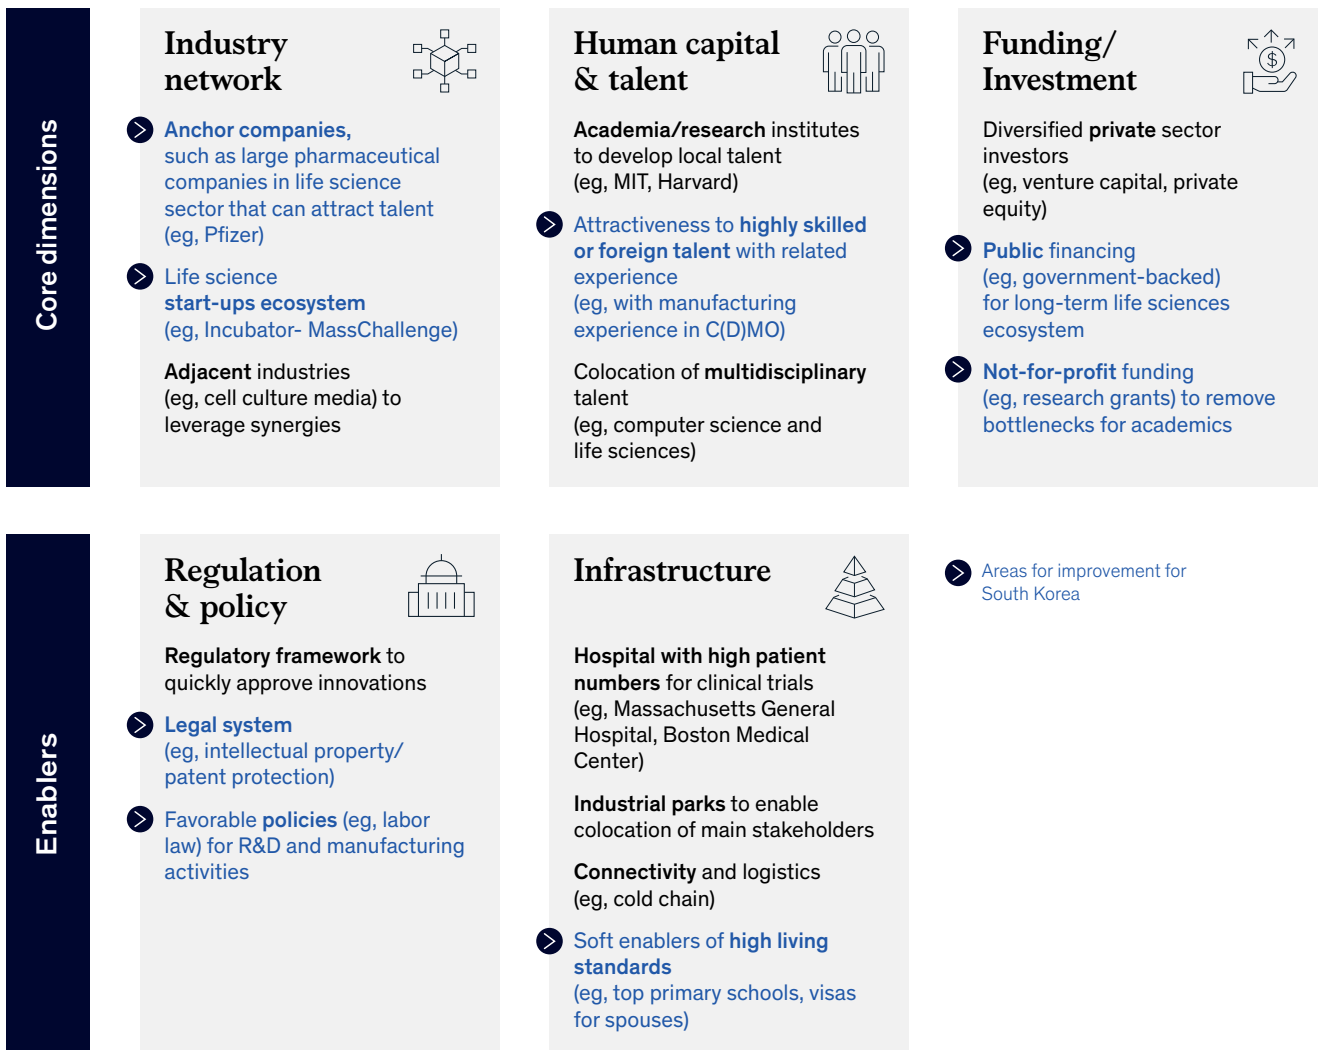 Core dimensions
Industry
network
Anchor companies,
such as large pharmaceutical
companies in life science
sector that can attract talent
(eg, Pfizer)
Life science
start-ups ecosystem
(eg, Incubator- MassChallenge)
Adjacent industries
(eg, cell culture media) to
leverage synergies
Human capital
& talent
Academia/research institutes
to develop local talent
(eg, MIT, Harvard)
Attractiveness to highly skilled
or foreign talent with related
experience
(eg, with manufacturing
experience in C(D)MO)
Colocation of multidisciplinary
talent
(eg, computer science and
life sciences)
Funding/
Investment
$
Diversified private sector
investors
(eg, venture capital, private
equity)
Public financing
(eg, government-backed)
for long-term life sciences
ecosystem
Not-for-profit funding
(eg, research grants) to remove
bottlenecks for academics
Enablers
Regulation
& policy
Regulatory framework to
quickly approve innovations
Legal system
(eg, intellectual property/
patent protection)
Favorable policies (eg, labor
law) for R&D and manufacturing
activities
Infrastructure
Hospital with high patient
numbers for clinical trials
(eg, Massachusetts General
Hospital, Boston Medical
Center)
Industrial parks to enable
colocation of main stakeholders
Connectivity and logistics
(eg, cold chain)
Soft enablers of high living
standards
(eg, top primary schools, visas
for spouses)
Areas for improvement for
South Korea